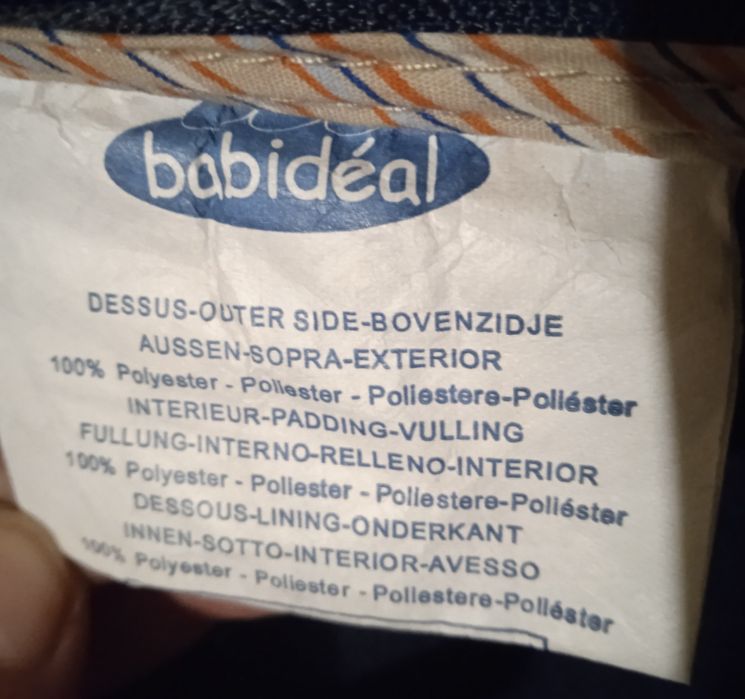 babidéal
DESSUS-OUTER SIDE-BOVENZIDJE
AUSSEN-SOPRA-EXTERIOR
100% Polyester - Poliester - Poliestere-Poliéster
INTERIEUR-PADDING-VULLING
FULLUNG-INTERNO-RELLENO-INTERIOR
100% Polyester - Poliester - Poliestere-Poliéster
DESSOUS-LINING-ONDERKANT
INNEN-SOTTO-INTERIOR-AVESSO
100% Polyester - Poliester - Poliestere-Poliéster